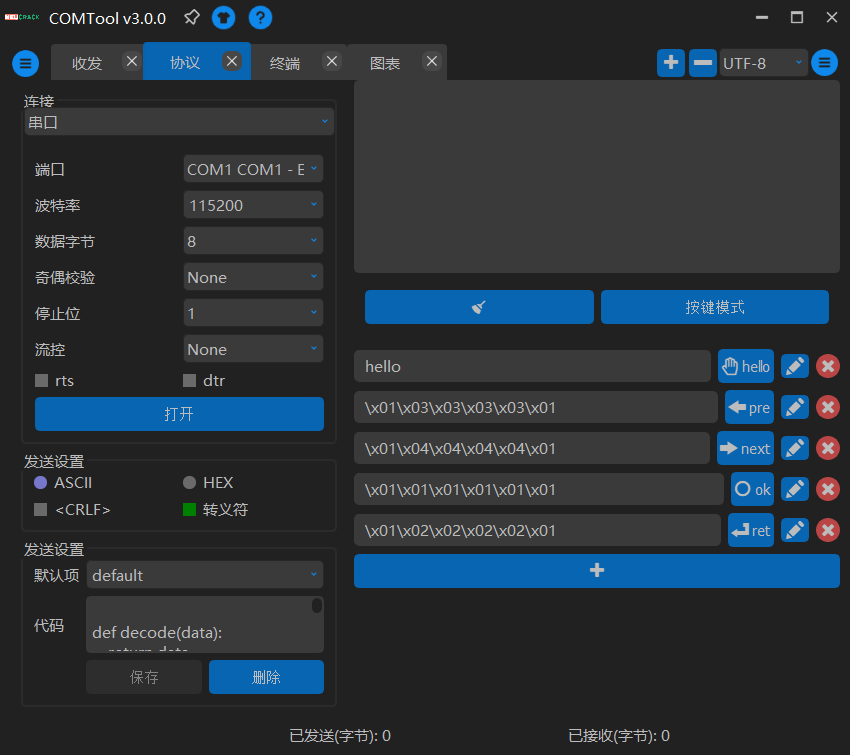 COMTool v3.0.0
收发
协议
终端
图表
UTF-8
连接
串口
端口 COM1 COM1 - E
波特率 115200
数据字节 8
奇偶校验 None
停止位 1
流控 None
rts dtr
打开
发送设置
ASCII HEX
<CRLF> 转义符
发送设置
默认项 default
代码
def decode(data):
保存 删除
按键模式
hello hello
\x01\x03\x03\x03\x03\x01 pre
\x01\x04\x04\x04\x04\x01 next
\x01\x01\x01\x01\x01\x01 ok
\x01\x02\x02\x02\x02\x01 ret
已发送(字节): 0 已接收(字节): 0